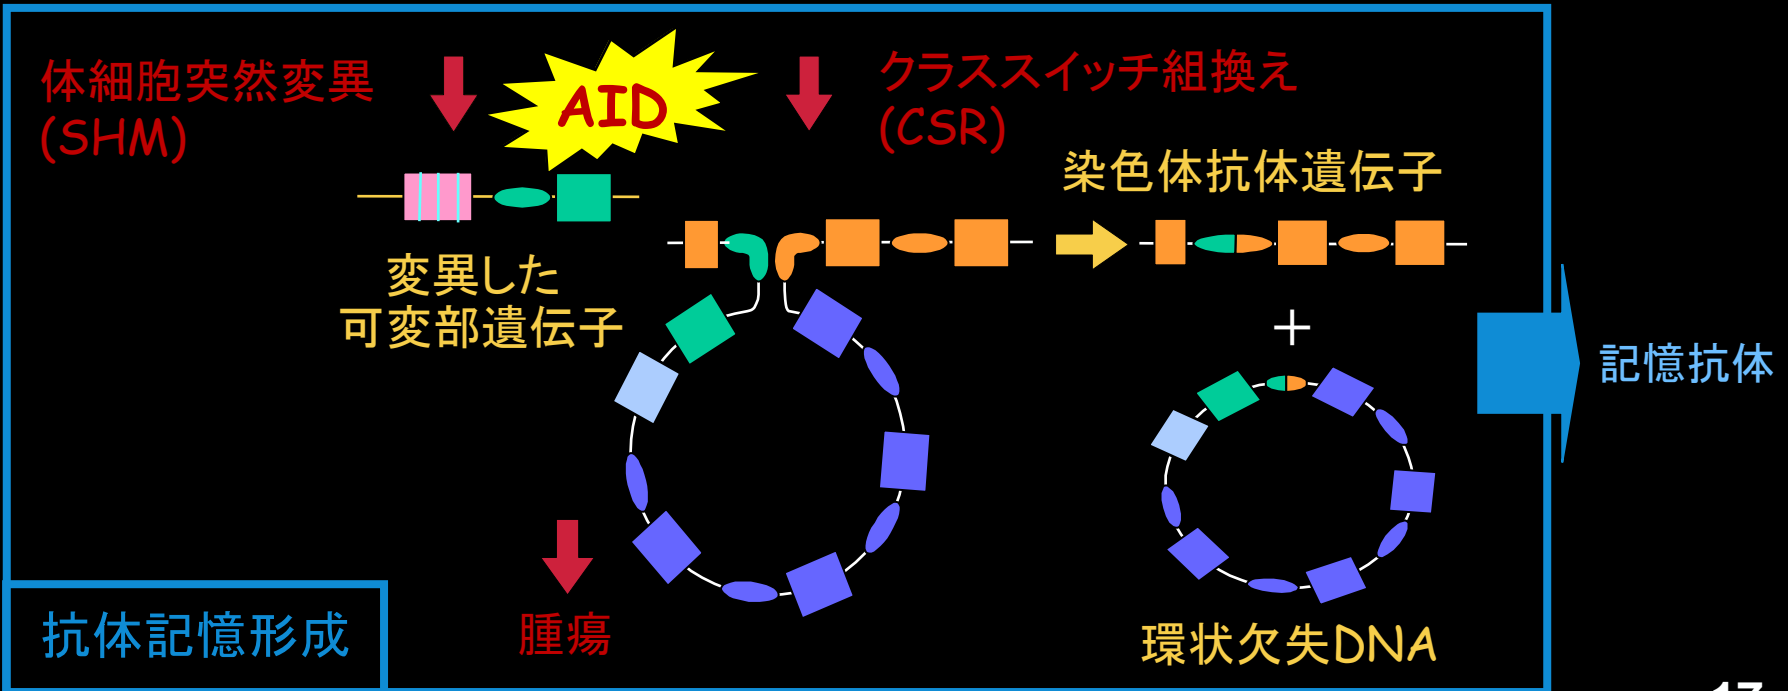 体細胞突然変異
(SHM)
AID
クラススイッチ組換え
(CSR)
染色体抗体遺伝子
変異した
可変部遺伝子
+
記憶抗体
腫瘍
環状欠失DNA
抗体記憶形成